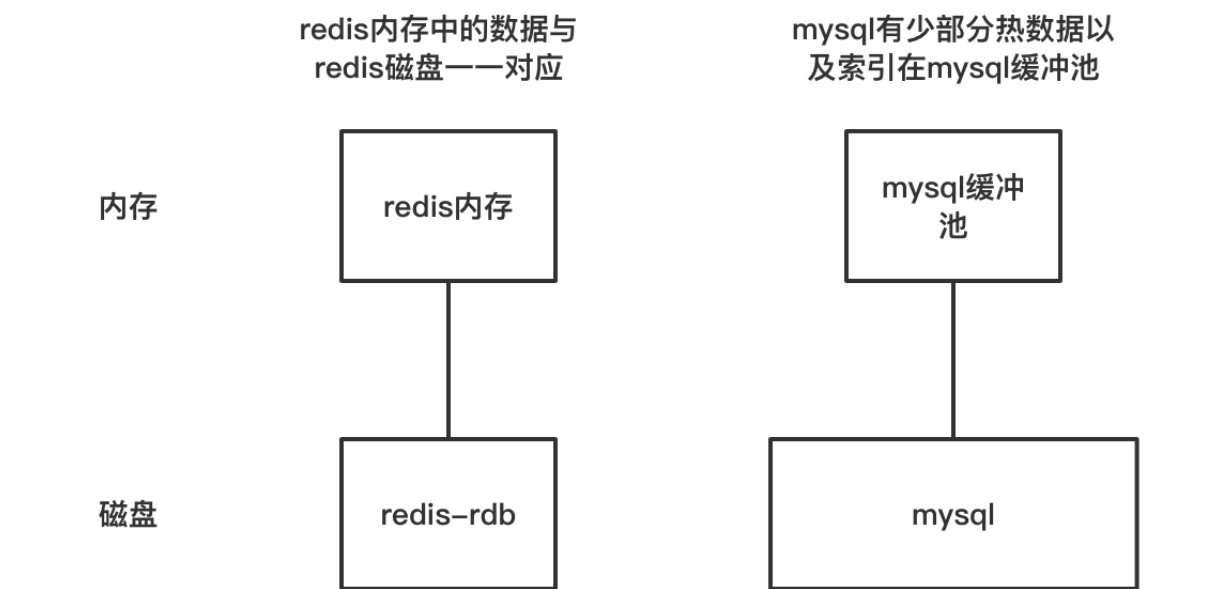 redis内存中的数据与
redis磁盘一一对应
mysql有少部分热数据以
及索引在mysql缓冲池
内存
redis内存
mysql缓冲
池
磁盘
redis-rdb
mysql